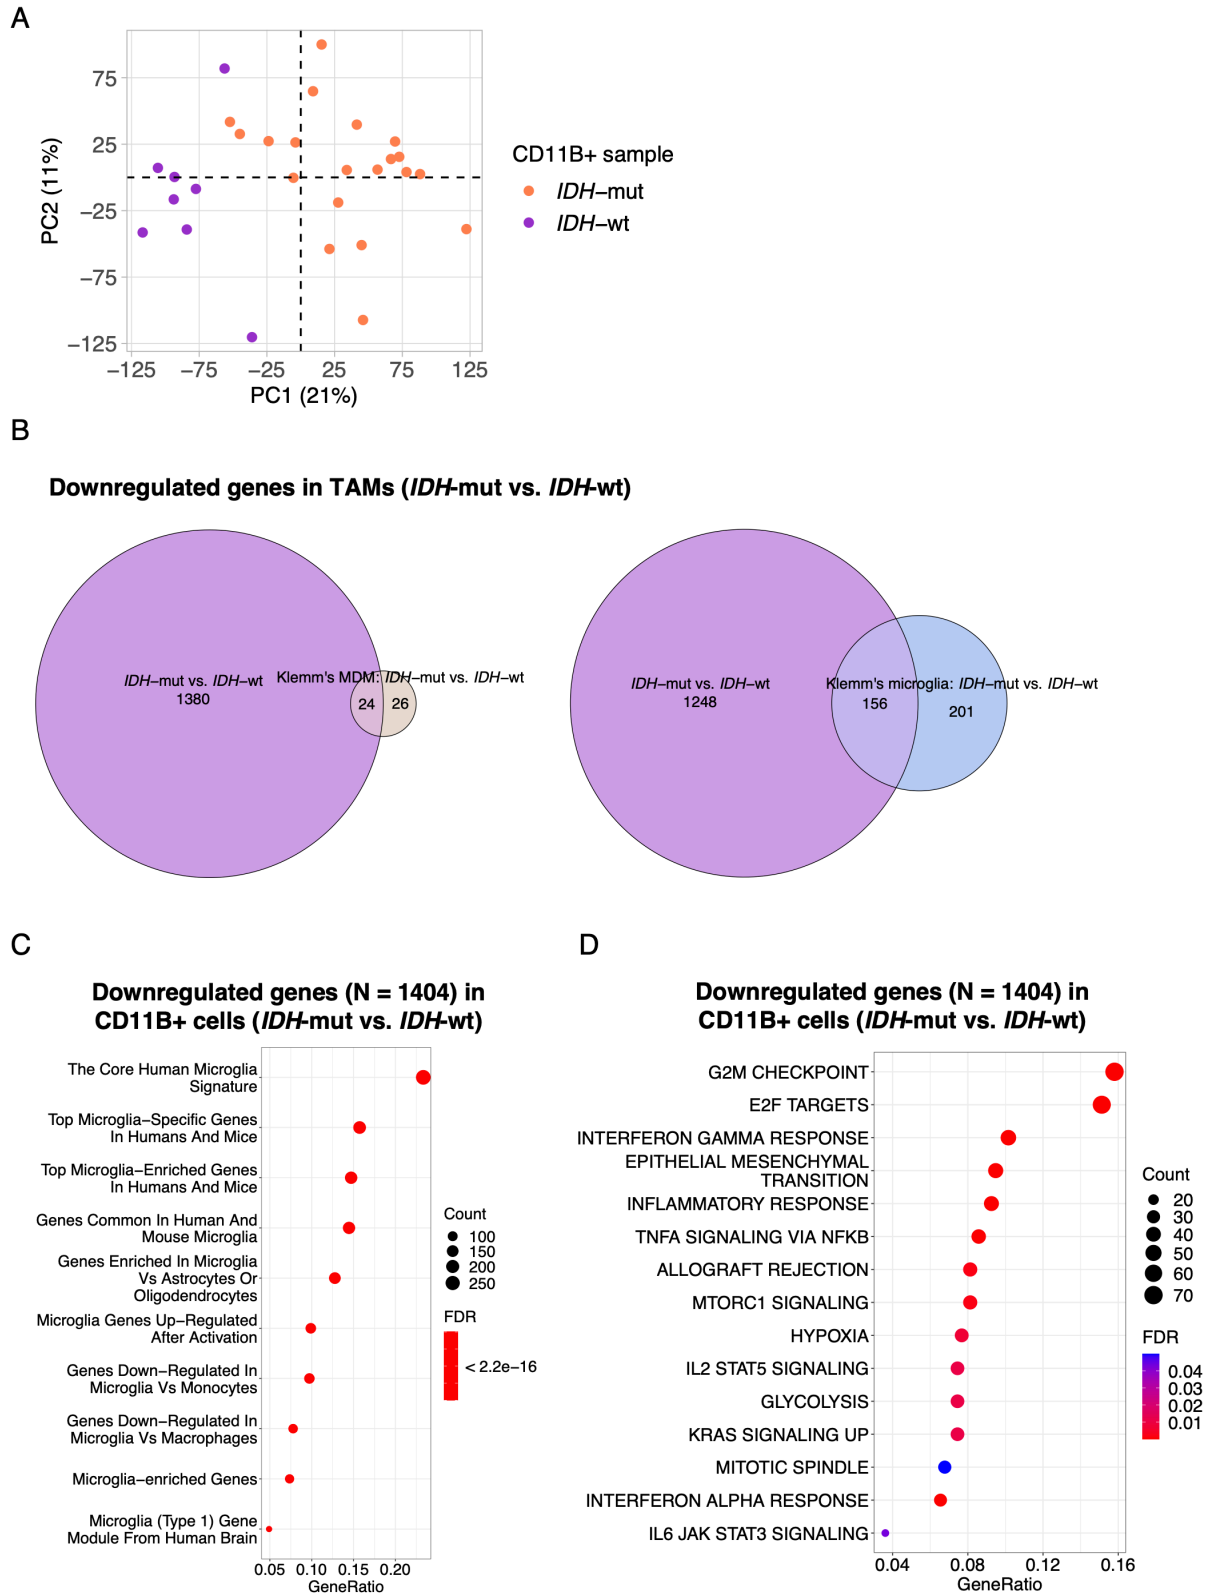 A
75
25
−25
−75
−125
PC2 (11%)
−125 −75 −25 25 75 125
PC1 (21%)
CD11B+ sample
IDH−mut
IDH−wt
B
Downregulated genes in TAMs (IDH-mut vs. IDH-wt)
IDH−mut vs. IDH−wt
1380
Klemm's MDM: IDH−mut vs. IDH−wt
24
26
IDH−mut vs. IDH−wt
1248
Klemm's microglia: IDH−mut vs. IDH−wt
156
201
C
Downregulated genes (N = 1404) in
CD11B+ cells (IDH-mut vs. IDH-wt)
The Core Human Microglia
Signature
Top Microglia−Specific Genes
In Humans And Mice
Top Microglia−Enriched Genes
In Humans And Mice
Genes Common In Human And
Mouse Microglia
Genes Enriched In Microglia
Vs Astrocytes Or
Oligodendrocytes
Microglia Genes Up−Regulated
After Activation
Genes Down−Regulated In
Microglia Vs Monocytes
Genes Down−Regulated In
Microglia Vs Macrophages
Microglia−enriched Genes
Microglia (Type 1) Gene
Module From Human Brain
0.05 0.10 0.15 0.20
GeneRatio
Count
100
150
200
250
FDR
< 2.2e−16
D
Downregulated genes (N = 1404) in
CD11B+ cells (IDH-mut vs. IDH-wt)
G2M CHECKPOINT
E2F TARGETS
INTERFERON GAMMA RESPONSE
EPITHELIAL MESENCHYMAL
TRANSITION
INFLAMMATORY RESPONSE
TNFA SIGNALING VIA NFKB
ALLOGRAFT REJECTION
MTORC1 SIGNALING
HYPOXIA
IL2 STAT5 SIGNALING
GLYCOLYSIS
KRAS SIGNALING UP
MITOTIC SPINDLE
INTERFERON ALPHA RESPONSE
IL6 JAK STAT3 SIGNALING
0.04 0.08 0.12 0.16
GeneRatio
Count
20
30
40
50
60
70
FDR
0.04
0.03
0.02
0.01